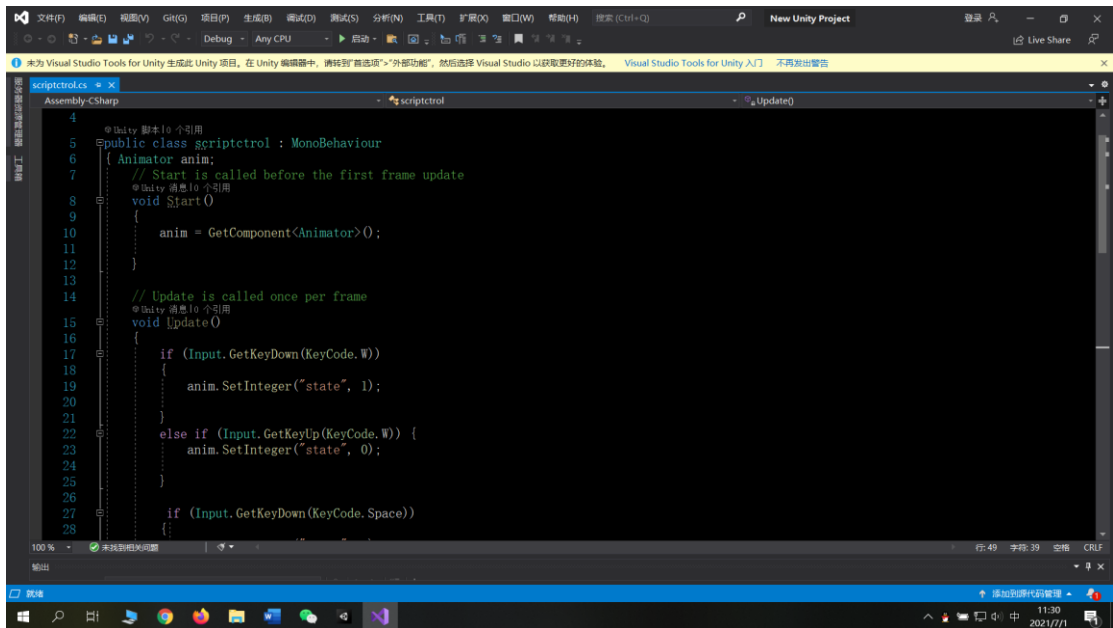 文件(F) 编辑(E) 视图(V) Git(G) 项目(P) 生成(B) 调试(D) 测试(S) 分析(N) 工具(T) 扩展(X) 窗口(W) 帮助(H) 搜索 (Ctrl+Q) New Unity Project 登录
Debug Any CPU 启动 Live Share
未为 Visual Studio Tools for Unity 生成此 Unity 项目。在 Unity 编辑器中，请转到"首选项">"外部功能"，然后选择 Visual Studio 以获取更好的体验。 Visual Studio Tools for Unity 入门 不再发出警告
服务器资源管理器
工具箱
scriptctrol.cs
Assembly-CSharp scriptctrol Update()
4
Unity 脚本|0 个引用
5 public class scriptctrol : MonoBehaviour
6 { Animator anim;
7 // Start is called before the first frame update
Unity 消息|0 个引用
8 void Start()
9 {
10 anim = GetComponent<Animator>();
11
12 }
13
14 // Update is called once per frame
Unity 消息|0 个引用
15 void Update()
16 {
17 if (Input.GetKeyDown(KeyCode.W))
18 {
19 anim.SetInteger("state", 1);
20
21 }
22 else if (Input.GetKeyUp(KeyCode.W)) {
23 anim.SetInteger("state", 0);
24
25 }
26
27 if (Input.GetKeyDown(KeyCode.Space))
28 {
100 % 未找到相关问题 行: 49 字符: 39 空格 CRLF
输出
就绪 添加到源代码管理
中 11:30
2021/7/1